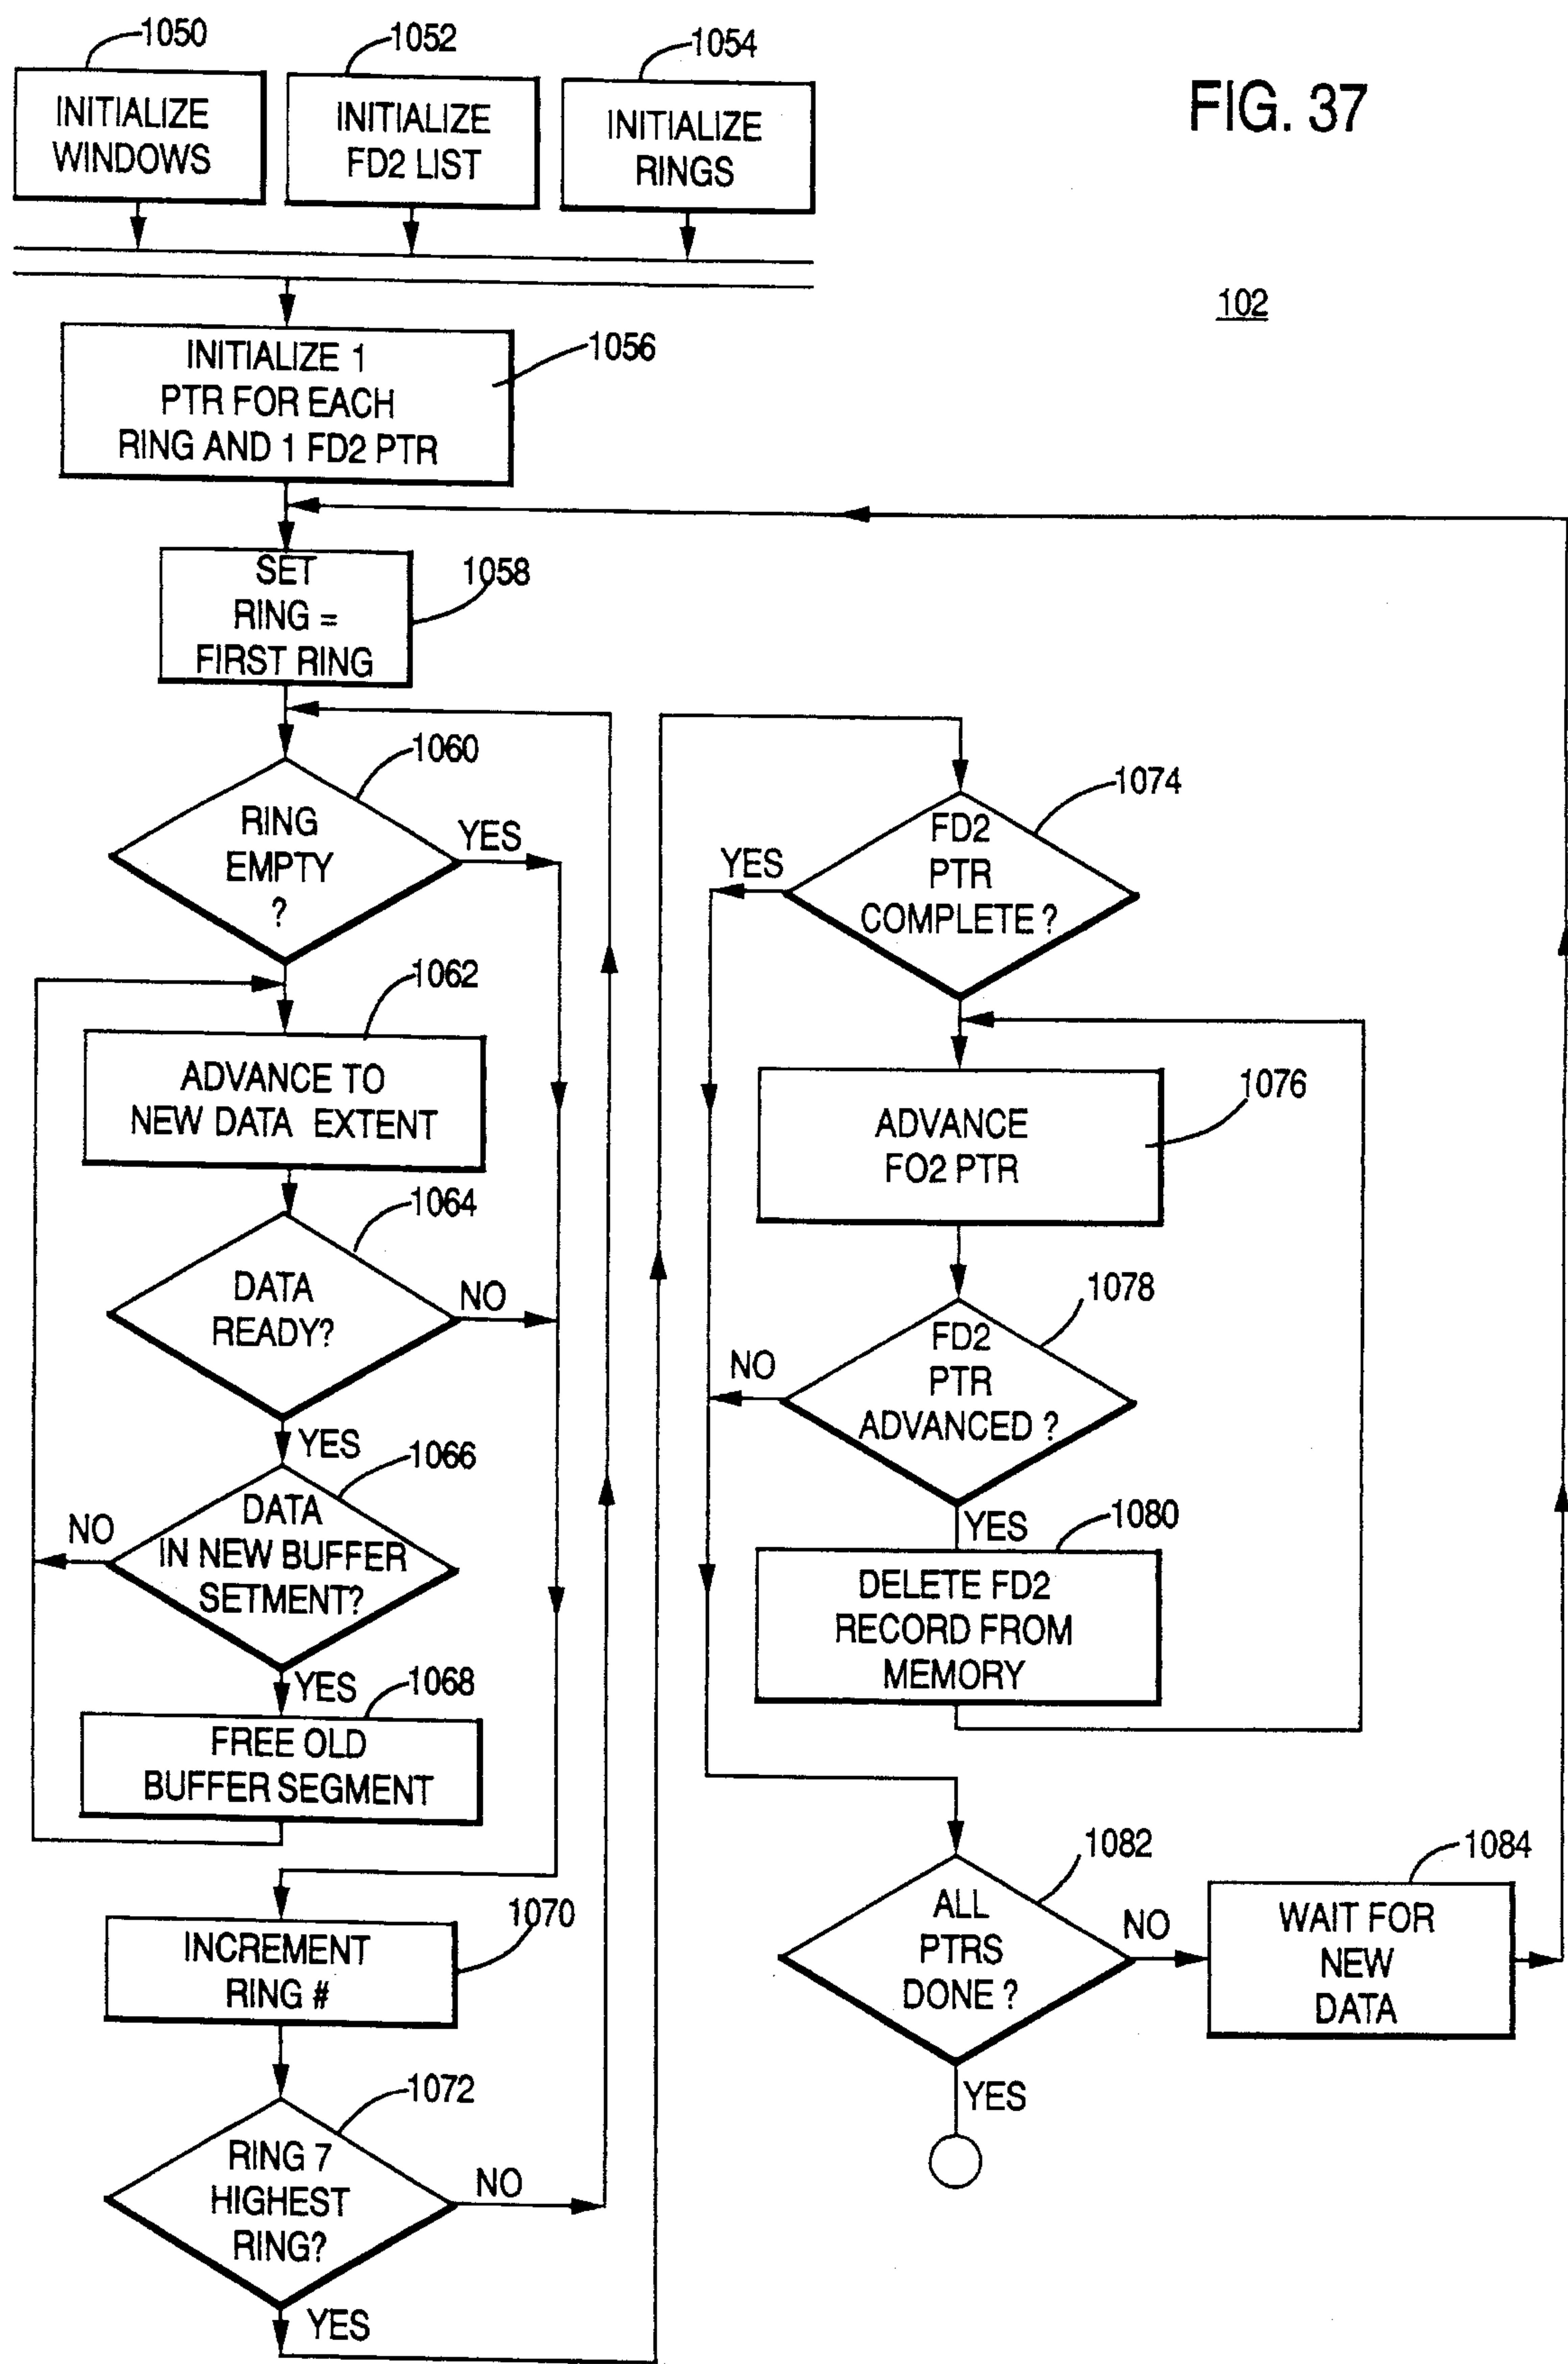 1050
1052
1054
FIG. 37
INITIALIZE
WINDOWS
INITIALIZE
FD2 LIST
INITIALIZE
RINGS
102
INITIALIZE 1
PTR FOR EACH
RING AND 1 FD2 PTR
1056
SET
RING =
FIRST RING
1058
1060
RING
EMPTY
?
YES
1062
ADVANCE TO
NEW DATA EXTENT
1064
DATA
READY?
NO
YES
1066
DATA
IN NEW BUFFER
SETMENT?
NO
YES
1068
FREE OLD
BUFFER SEGMENT
1070
INCREMENT
RING #
1072
RING 7
HIGHEST
RING?
NO
YES
1074
FD2
PTR
COMPLETE ?
YES
1076
ADVANCE
FO2 PTR
1078
FD2
PTR
ADVANCED ?
NO
YES
1080
DELETE FD2
RECORD FROM
MEMORY
1082
ALL
PTRS
DONE ?
NO
YES
1084
WAIT FOR
NEW
DATA